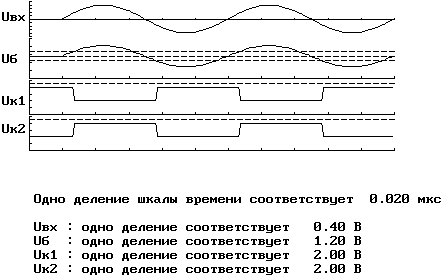 Uвх
Uб
Uк1
Uк2
Одно деление шкалы времени соответствует 0.020 мкс
Uвх : одно деление соответствует 0.40 В
Uб : одно деление соответствует 1.20 В
Uк1 : одно деление соответствует 2.00 В
Uк2 : одно деление соответствует 2.00 В